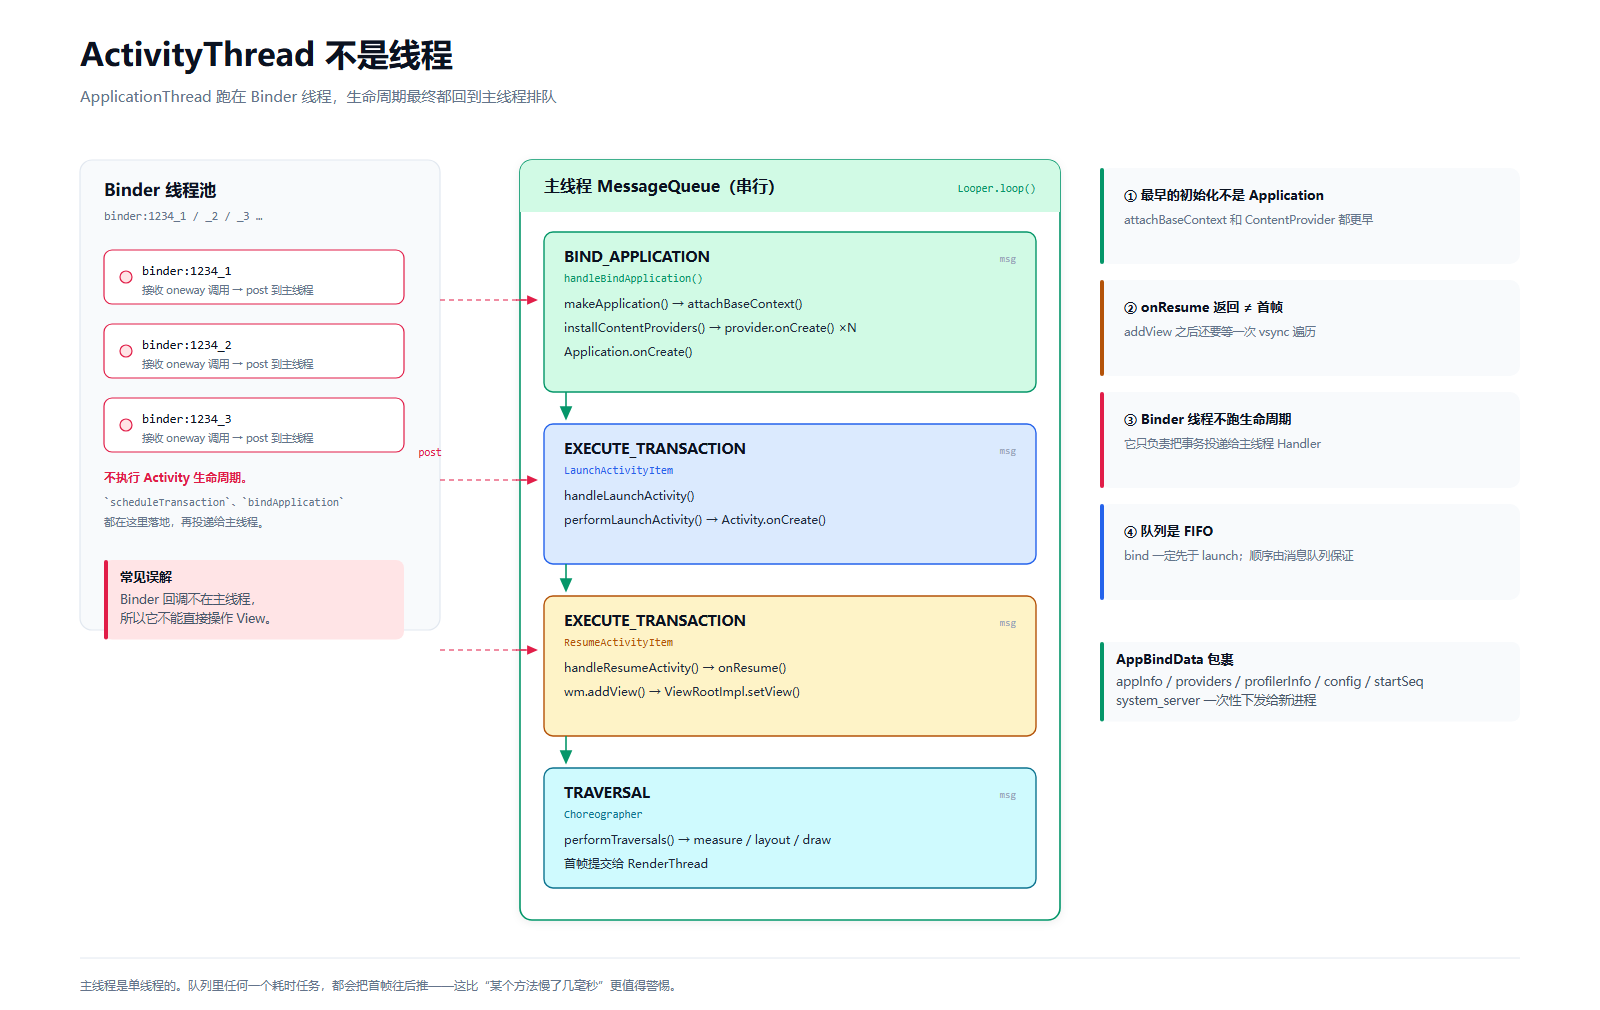 ActivityThread 不是线程
ApplicationThread 跑在 Binder 线程，生命周期最终都回到主线程排队
Binder 线程池
binder:1234_1 / _2 / _3 …
binder:1234_1
接收 oneway 调用 → post 到主线程
binder:1234_2
接收 oneway 调用 → post 到主线程
binder:1234_3
接收 oneway 调用 → post 到主线程
post
不执行 Activity 生命周期。
`scheduleTransaction`、`bindApplication`
都在这里落地，再投递给主线程。
常见误解
Binder 回调不在主线程，
所以它不能直接操作 View。
主线程 MessageQueue（串行）
Looper.loop()
BIND_APPLICATION
msg
handleBindApplication()
makeApplication() → attachBaseContext()
installContentProviders() → provider.onCreate() ×N
Application.onCreate()
EXECUTE_TRANSACTION
msg
LaunchActivityItem
handleLaunchActivity()
performLaunchActivity() → Activity.onCreate()
EXECUTE_TRANSACTION
msg
ResumeActivityItem
handleResumeActivity() → onResume()
wm.addView() → ViewRootImpl.setView()
TRAVERSAL
msg
Choreographer
performTraversals() → measure / layout / draw
首帧提交给 RenderThread
① 最早的初始化不是 Application
attachBaseContext 和 ContentProvider 都更早
② onResume 返回 ≠ 首帧
addView 之后还要等一次 vsync 遍历
③ Binder 线程不跑生命周期
它只负责把事务投递给主线程 Handler
④ 队列是 FIFO
bind 一定先于 launch；顺序由消息队列保证
AppBindData 包裹
appInfo / providers / profilerInfo / config / startSeq
system_server 一次性下发给新进程
主线程是单线程的。队列里任何一个耗时任务，都会把首帧往后推——这比“某个方法慢了几毫秒”更值得警惕。